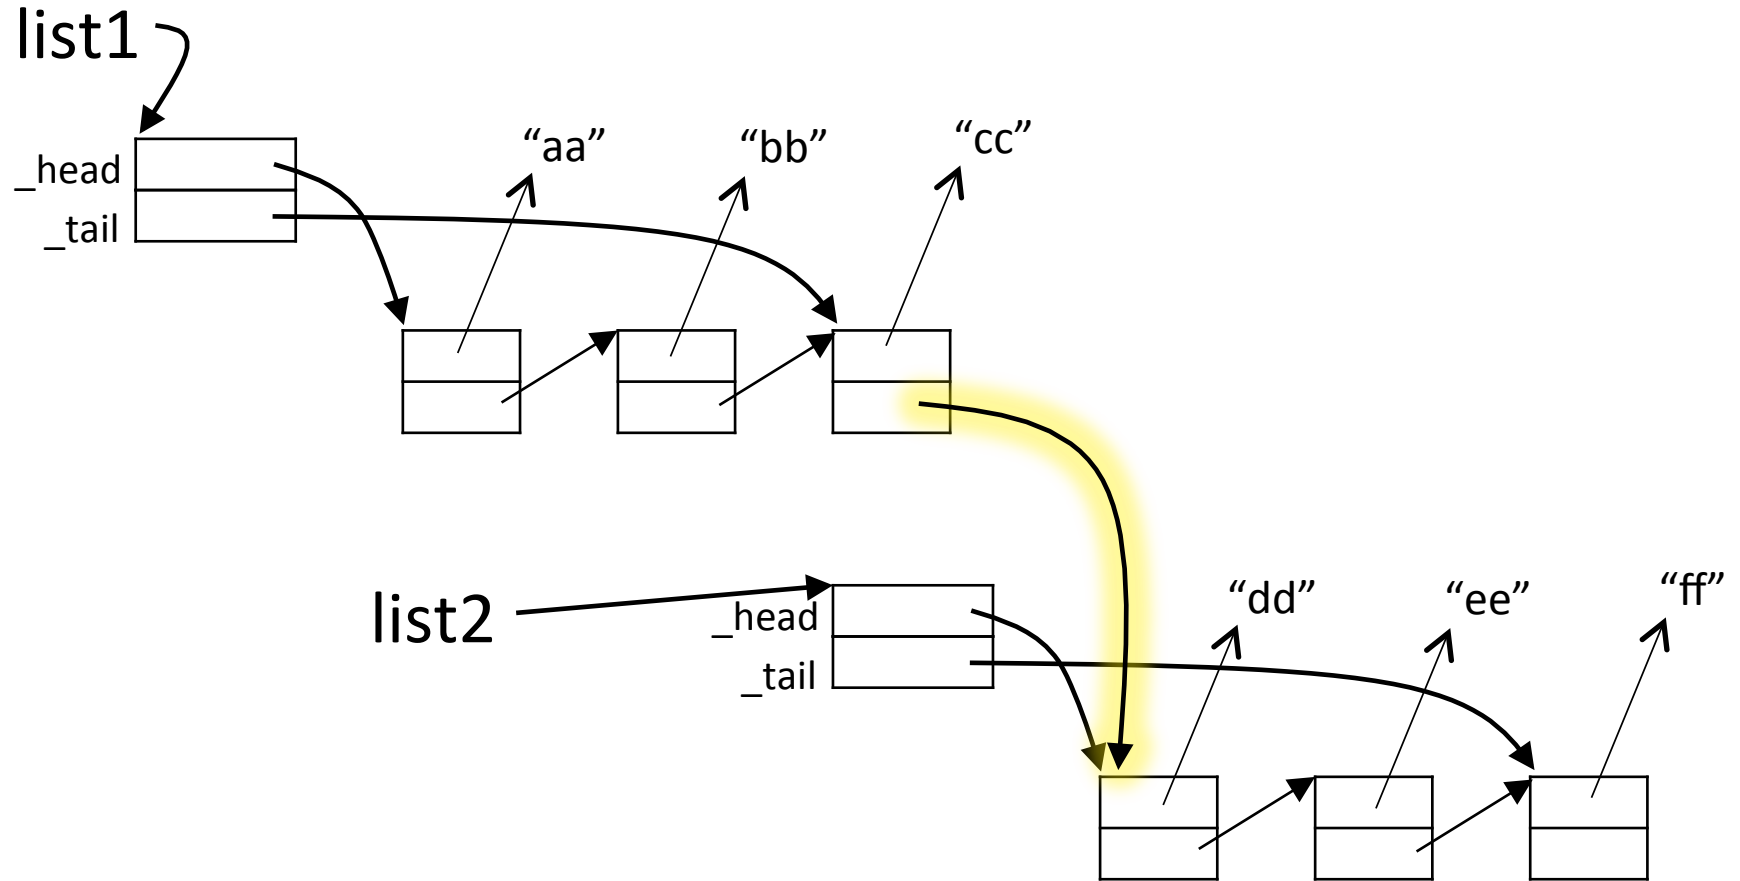 list1
“aa”
“bb”
“cc”
_head
_tail
list2
_head
_tail
“dd”
“ee”
“ff”